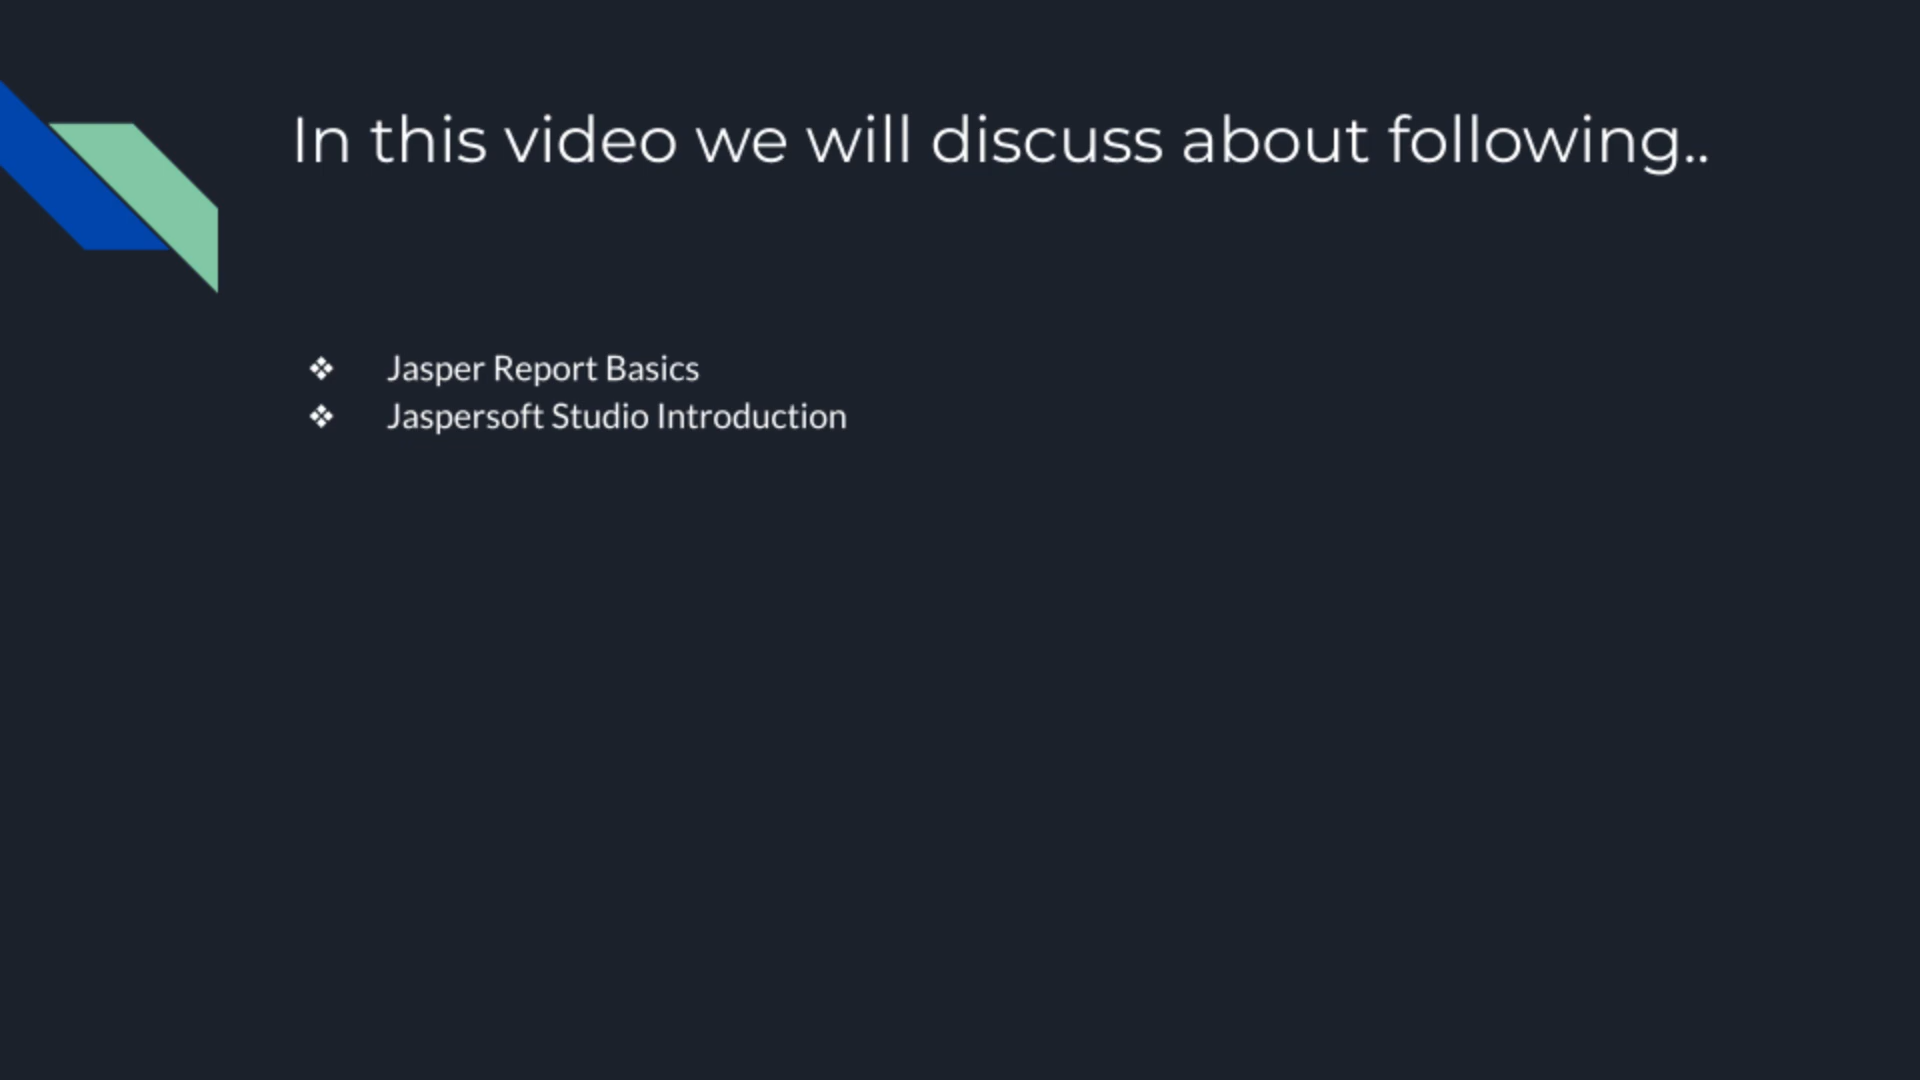 In this video we will discuss about following..
❖ Jasper Report Basics
❖ Jaspersoft Studio Introduction